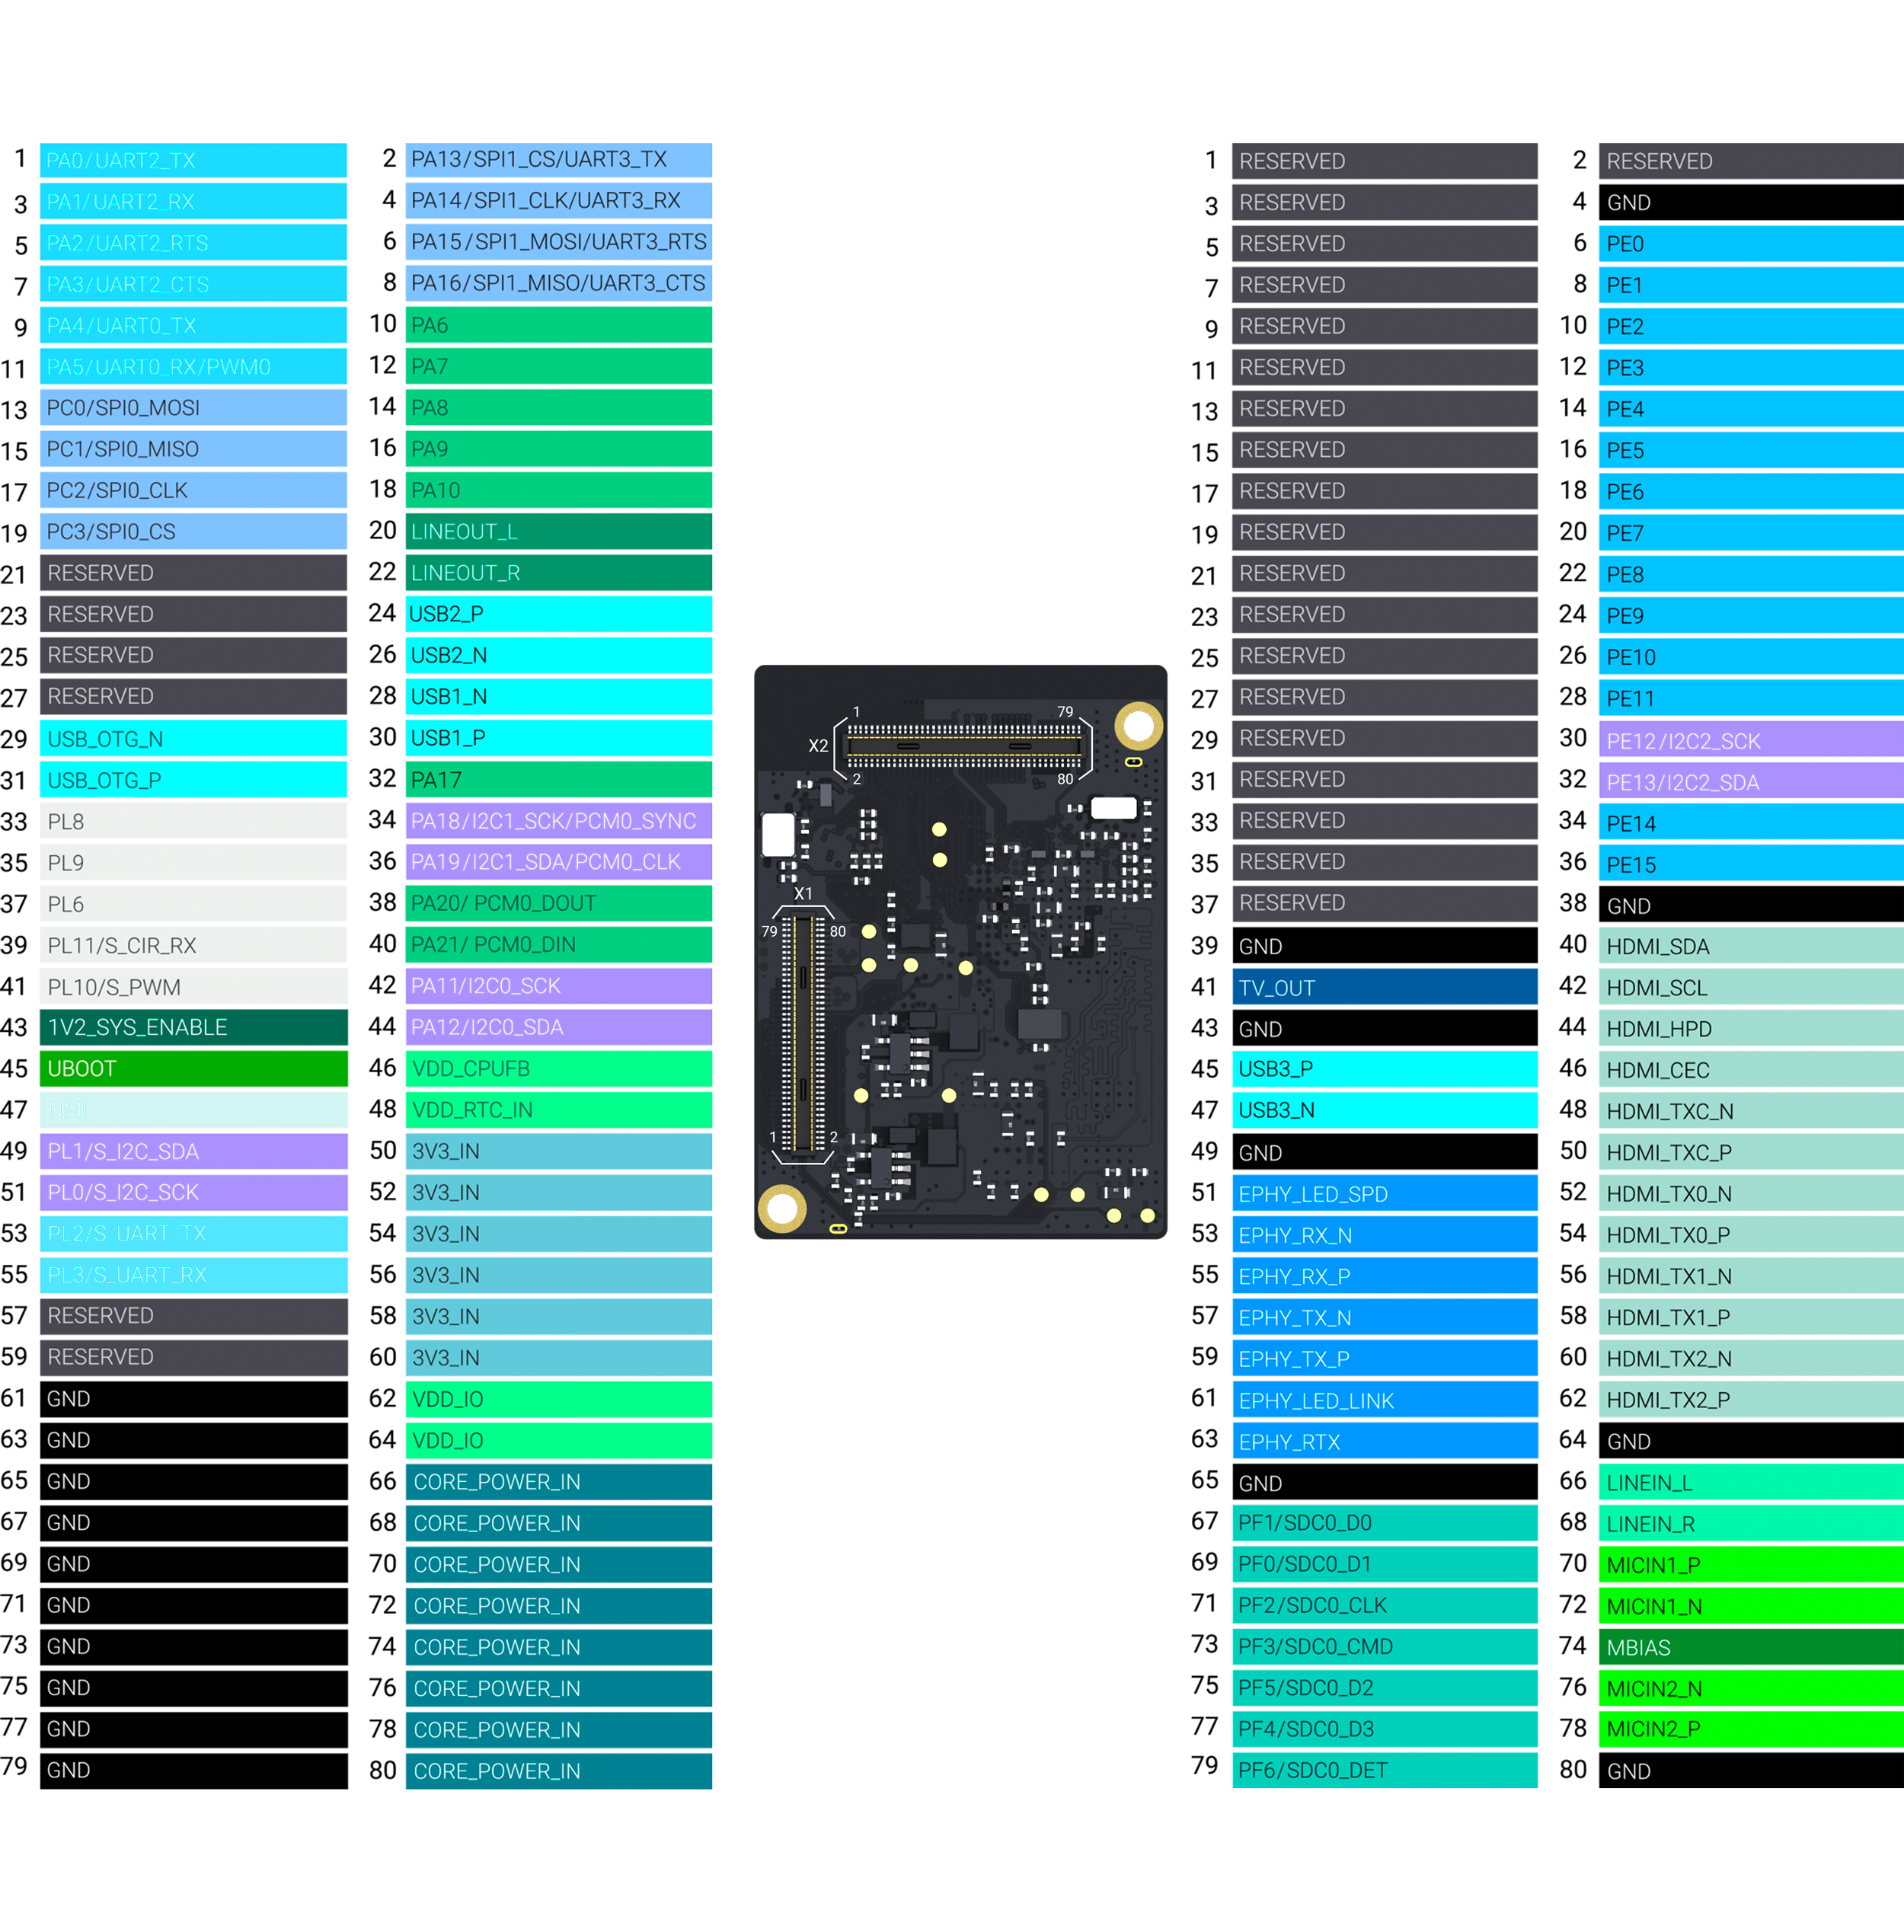 1 PA0/UART2_TX 2 PA13/SPI1_CS/UART3_TX
3 PA1/UART2_RX 4 PA14/SPI1_CLK/UART3_RX
5 PA2/UART2_RTS 6 PA15/SPI1_MOSI/UART3_RTS
7 PA3/UART2_CTS 8 PA16/SPI1_MISO/UART3_CTS
9 PA4/UART0_TX 10 PA6
11 PA5/UART0_RX/PWM0 12 PA7
13 PC0/SPI0_MOSI 14 PA8
15 PC1/SPI0_MISO 16 PA9
17 PC2/SPI0_CLK 18 PA10
19 PC3/SPI0_CS 20 LINEOUT_L
21 RESERVED 22 LINEOUT_R
23 RESERVED 24 USB2_P
25 RESERVED 26 USB2_N
27 RESERVED 28 USB1_N
29 USB_OTG_N 30 USB1_P
31 USB_OTG_P 32 PA17
33 PL8 34 PA18/I2C1_SCK/PCM0_SYNC
35 PL9 36 PA19/I2C1_SDA/PCM0_CLK
37 PL6 38 PA20/ PCM0_DOUT
39 PL11/S_CIR_RX 40 PA21/ PCM0_DIN
41 PL10/S_PWM 42 PA11/I2C0_SCK
43 1V2_SYS_ENABLE 44 PA12/I2C0_SDA
45 UBOOT 46 VDD_CPUFB
47 NMI 48 VDD_RTC_IN
49 PL1/S_I2C_SDA 50 3V3_IN
51 PL0/S_I2C_SCK 52 3V3_IN
53 PL2/S_UART_TX 54 3V3_IN
55 PL3/S_UART_RX 56 3V3_IN
57 RESERVED 58 3V3_IN
59 RESERVED 60 3V3_IN
61 GND 62 VDD_IO
63 GND 64 VDD_IO
65 GND 66 CORE_POWER_IN
67 GND 68 CORE_POWER_IN
69 GND 70 CORE_POWER_IN
71 GND 72 CORE_POWER_IN
73 GND 74 CORE_POWER_IN
75 GND 76 CORE_POWER_IN
77 GND 78 CORE_POWER_IN
79 GND 80 CORE_POWER_IN
1 79
X2
2 80
X1
79 80
1 2
1 RESERVED 2 RESERVED
3 RESERVED 4 GND
5 RESERVED 6 PE0
7 RESERVED 8 PE1
9 RESERVED 10 PE2
11 RESERVED 12 PE3
13 RESERVED 14 PE4
15 RESERVED 16 PE5
17 RESERVED 18 PE6
19 RESERVED 20 PE7
21 RESERVED 22 PE8
23 RESERVED 24 PE9
25 RESERVED 26 PE10
27 RESERVED 28 PE11
29 RESERVED 30 PE12/I2C2_SCK
31 RESERVED 32 PE13/I2C2_SDA
33 RESERVED 34 PE14
35 RESERVED 36 PE15
37 RESERVED 38 GND
39 GND 40 HDMI_SDA
41 TV_OUT 42 HDMI_SCL
43 GND 44 HDMI_HPD
45 USB3_P 46 HDMI_CEC
47 USB3_N 48 HDMI_TXC_N
49 GND 50 HDMI_TXC_P
51 EPHY_LED_SPD 52 HDMI_TX0_N
53 EPHY_RX_N 54 HDMI_TX0_P
55 EPHY_RX_P 56 HDMI_TX1_N
57 EPHY_TX_N 58 HDMI_TX1_P
59 EPHY_TX_P 60 HDMI_TX2_N
61 EPHY_LED_LINK 62 HDMI_TX2_P
63 EPHY_RTX 64 GND
65 GND 66 LINEIN_L
67 PF1/SDC0_D0 68 LINEIN_R
69 PF0/SDC0_D1 70 MICIN1_P
71 PF2/SDC0_CLK 72 MICIN1_N
73 PF3/SDC0_CMD 74 MBIAS
75 PF5/SDC0_D2 76 MICIN2_N
77 PF4/SDC0_D3 78 MICIN2_P
79 PF6/SDC0_DET 80 GND